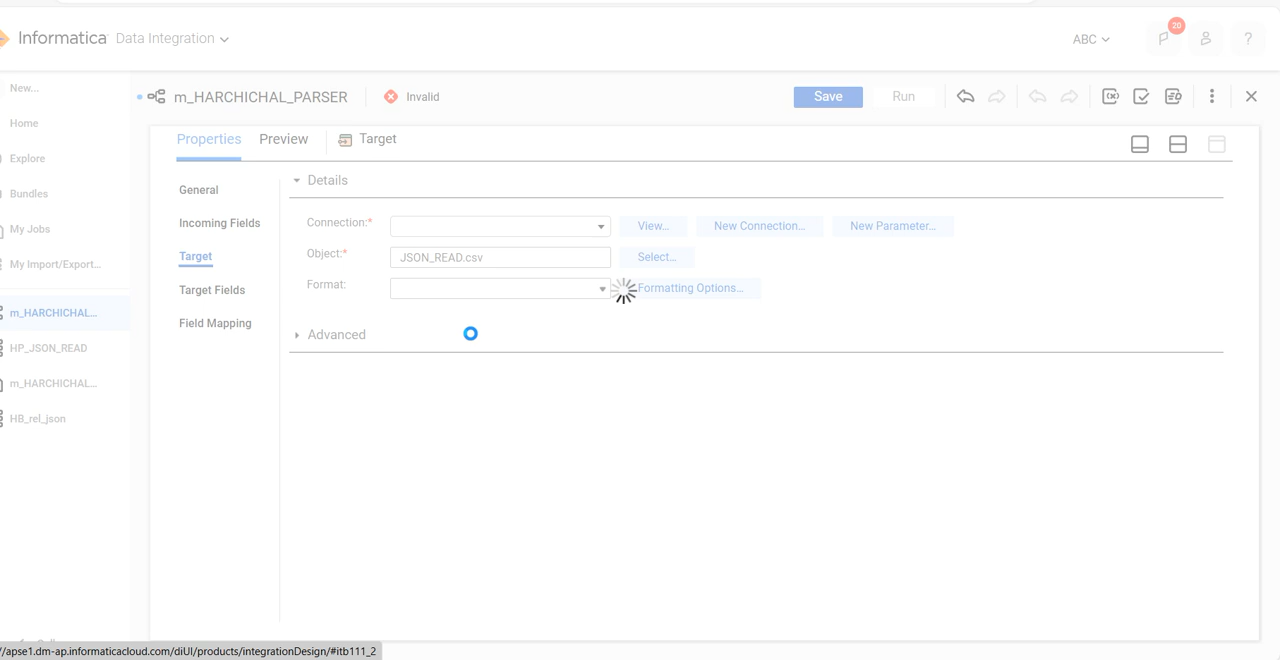 Informatica Data Integration
ABC
20
?
New...
Home
Explore
Bundles
My Jobs
My Import/Export...
m_HARCHICHAL...
HP_JSON_READ
m_HARCHICHAL...
HB_rel_json
m_HARCHICHAL_PARSER
Invalid
Save
Run
Properties
Preview
Target
General
Incoming Fields
Target
Target Fields
Field Mapping
Details
Connection:*
View...
New Connection...
New Parameter...
Object:*
JSON_READ.csv
Select...
Format:
Formatting Options...
Advanced
//apse1.dm-ap.informaticacloud.com/diUI/products/integrationDesign/#itb111_2